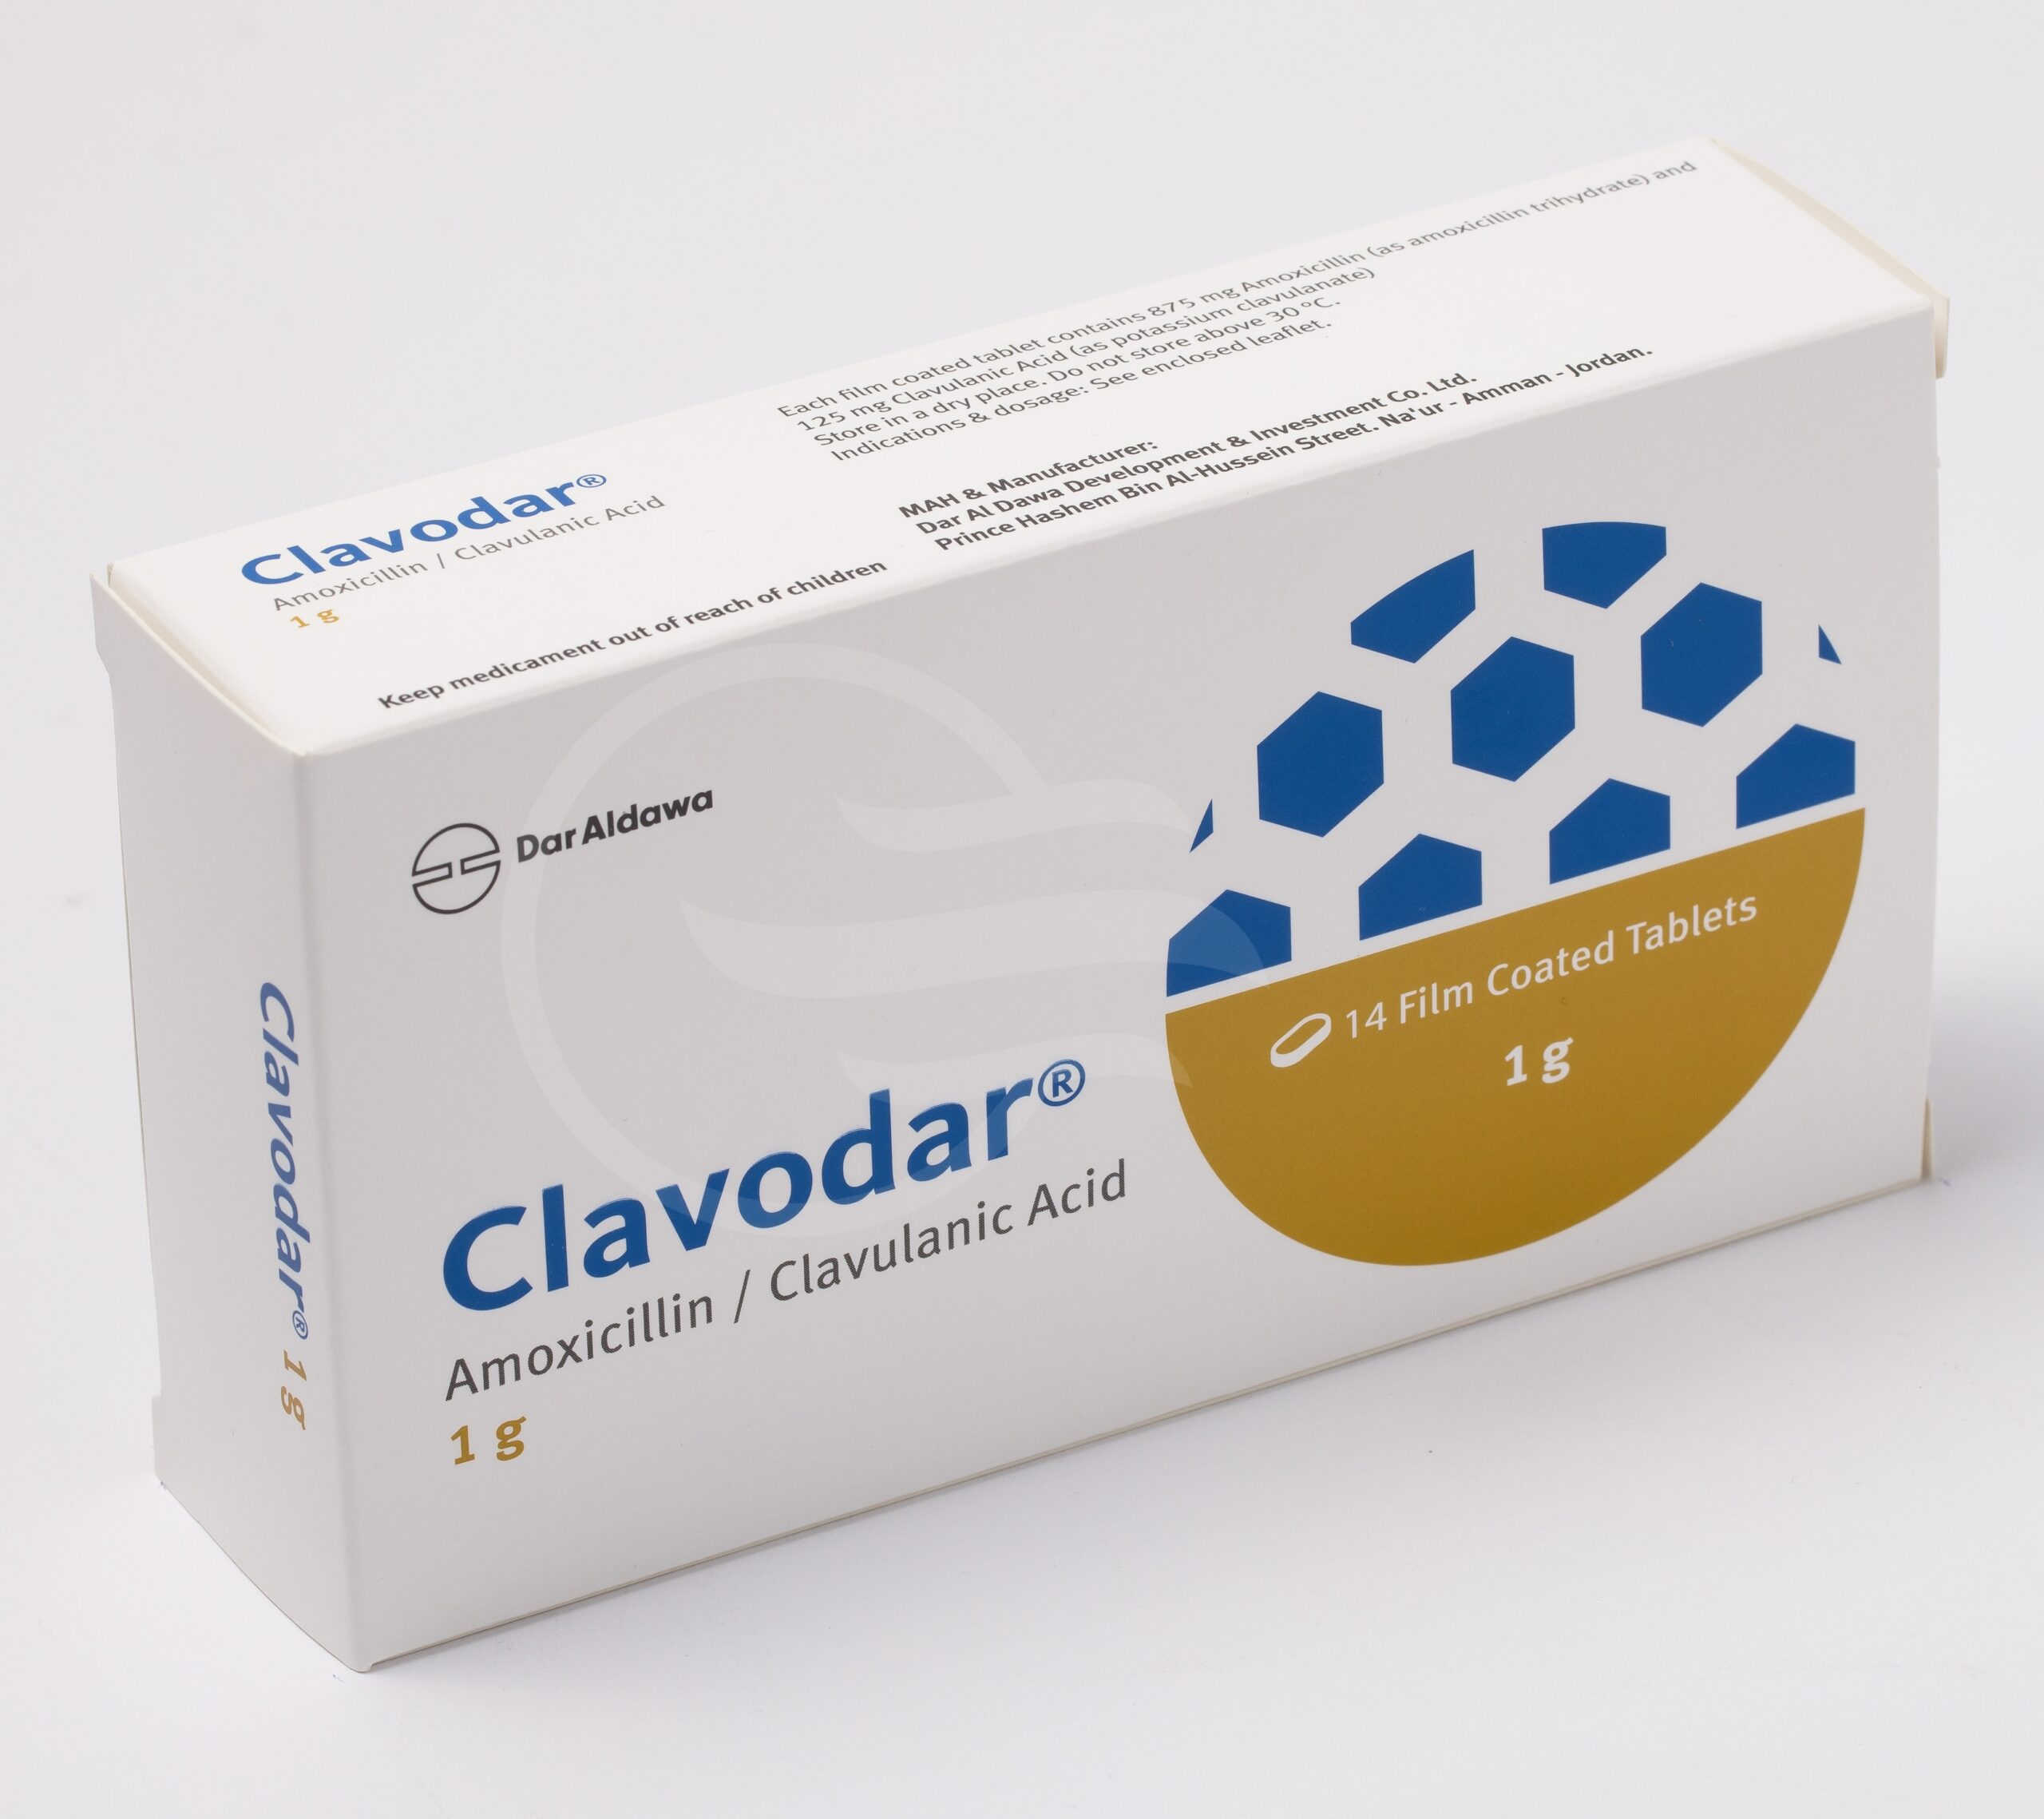 Clavodar®
Amoxicillin / Clavulanic Acid
1 g
Keep medicament out of reach of children
Each film coated tablet contains 875 mg Amoxicillin (as amoxicillin trihydrate) and
125 mg Clavulanic Acid (as potassium clavulanate)
Store in a dry place. Do not store above 30 °C.
Indications & dosage: See enclosed leaflet.
MAH & Manufacturer:
Dar Al Dawa Development & Investment Co. Ltd.
Prince Hashem Bin Al-Hussein Street. Na'ur - Amman - Jordan.
Dar Aldawa
Clavodar®
Amoxicillin / Clavulanic Acid
1 g
14 Film Coated Tablets
1 g
Clavodar® 1 g